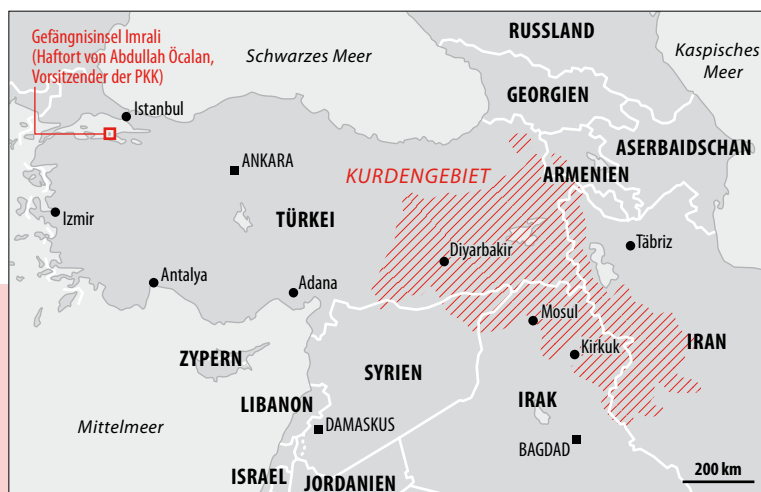 Gefängnisinsel Imrali
(Haftort von Abdullah Öcalan,
Vorsitzender der PKK)
Schwarzes Meer
RUSSLAND
Kaspisches
Meer
GEORGIEN
Istanbul
ASERBAIDSCHAN
ANKARA
KURDENGEBIET
ARMENIEN
Izmir
TÜRKEI
Diyarbakir
Täbriz
Antalya
Adana
Mosul
ZYPERN
SYRIEN
Kirkuk
IRAN
LIBANON
IRAK
Mittelmeer
DAMASKUS
BAGDAD
ISRAEL
JORDANIEN
200 km